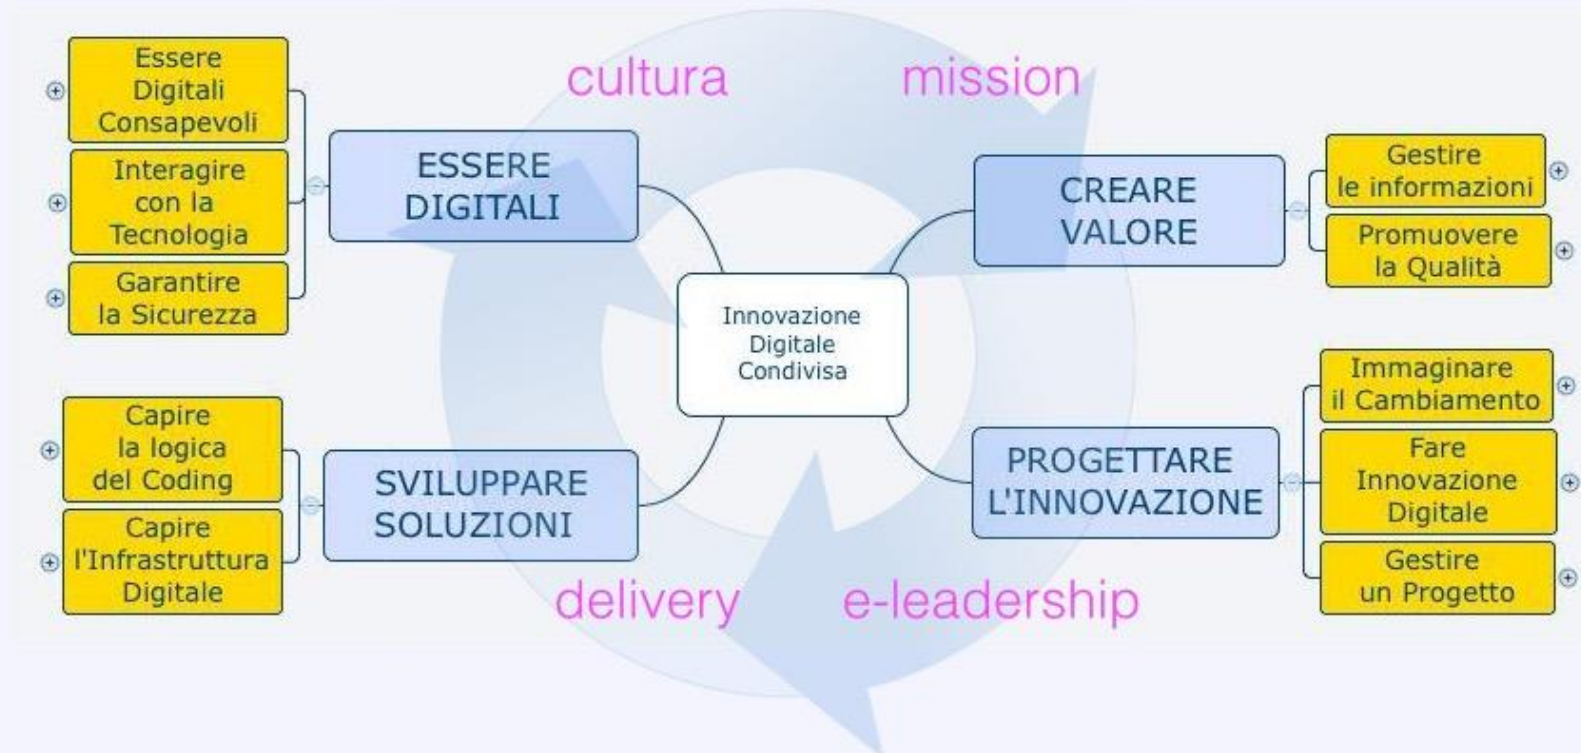 cultura
mission
Essere
Digitali
Consapevoli
Interagire
con la
Tecnologia
Garantire
la Sicurezza
ESSERE
DIGITALI
CREARE
VALORE
Gestire
le informazioni
Promuovere
la Qualità
Innovazione
Digitale
Condivisa
Capire
la logica
del Coding
Capire
l'Infrastruttura
Digitale
SVILUPPARE
SOLUZIONI
PROGETTARE
L'INNOVAZIONE
Immaginare
il Cambiamento
Fare
Innovazione
Digitale
Gestire
un Progetto
delivery
e-leadership